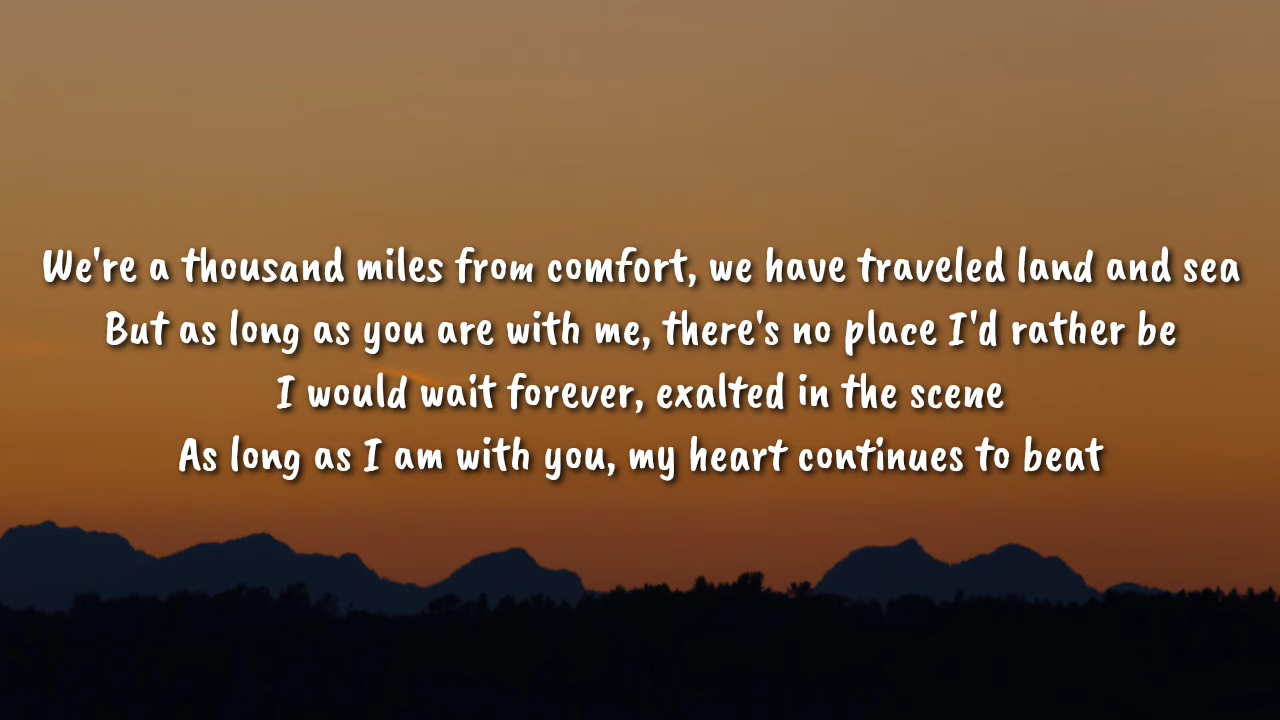 We're a thousand miles from comfort, we have traveled land and sea
But as long as you are with me, there's no place I'd rather be
I would wait forever, exalted in the scene
As long as I am with you, my heart continues to beat